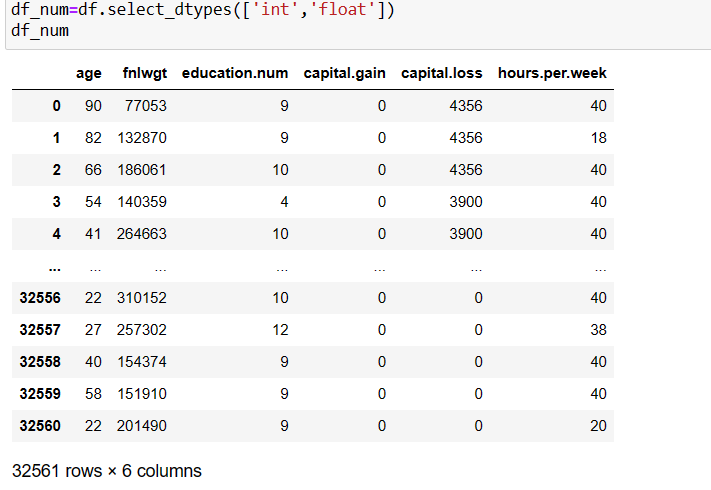 df_num=df.select_dtypes(['int','float'])
df_num
age fnlwgt education.num capital.gain capital.loss hours.per.week
0 90 77053 9 0 4356 40
1 82 132870 9 0 4356 18
2 66 186061 10 0 4356 40
3 54 140359 4 0 3900 40
4 41 264663 10 0 3900 40
... ... ... ... ... ... ...
32556 22 310152 10 0 0 40
32557 27 257302 12 0 0 38
32558 40 154374 9 0 0 40
32559 58 151910 9 0 0 40
32560 22 201490 9 0 0 20
32561 rows × 6 columns